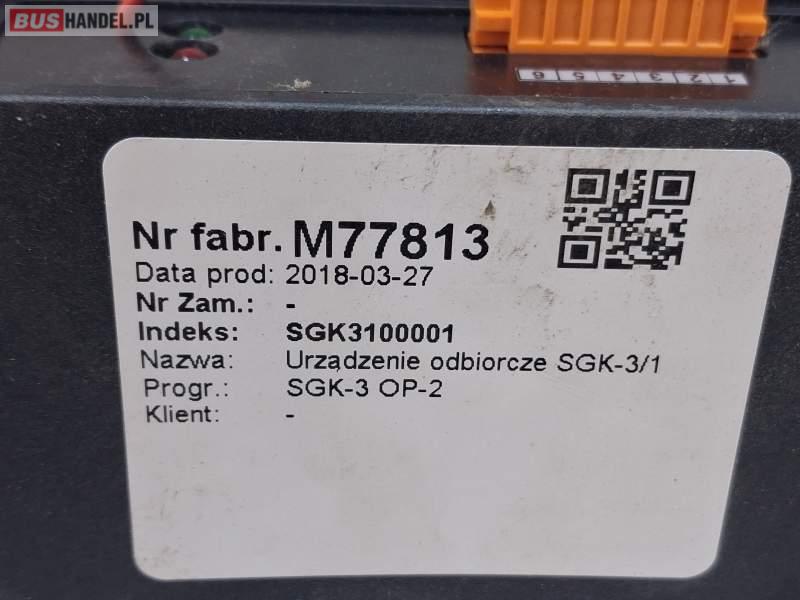 BUSHANDEL.PL
6 5 4 3 2 1
Nr fabr. M77813
Data prod: 2018-03-27
Nr Zam.: -
Indeks: SGK3100001
Nazwa: Urządzenie odbiorcze SGK-3/1
Progr.: SGK-3 OP-2
Klient: -